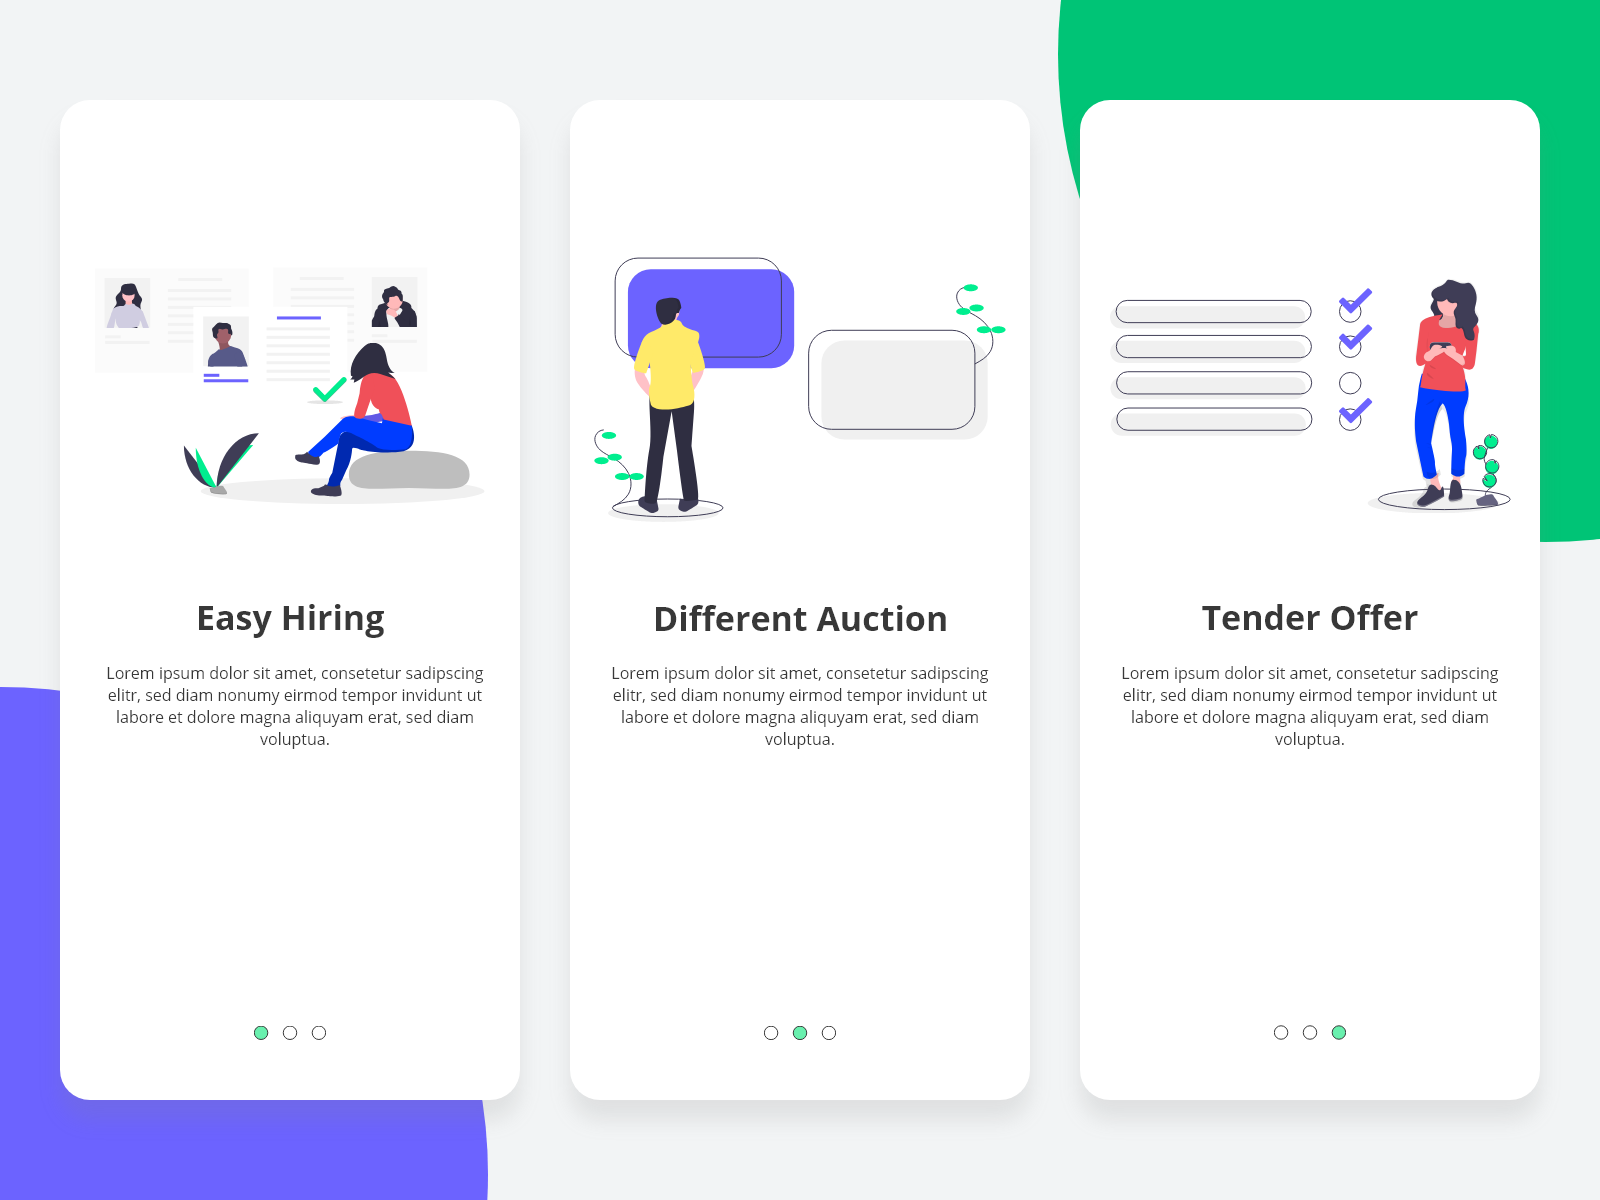 Easy Hiring
Lorem ipsum dolor sit amet, consetetur sadipscing
elitr, sed diam nonumy eirmod tempor invidunt ut
labore et dolore magna aliquyam erat, sed diam
voluptua.
Different Auction
Lorem ipsum dolor sit amet, consetetur sadipscing
elitr, sed diam nonumy eirmod tempor invidunt ut
labore et dolore magna aliquyam erat, sed diam
voluptua.
Tender Offer
Lorem ipsum dolor sit amet, consetetur sadipscing
elitr, sed diam nonumy eirmod tempor invidunt ut
labore et dolore magna aliquyam erat, sed diam
voluptua.